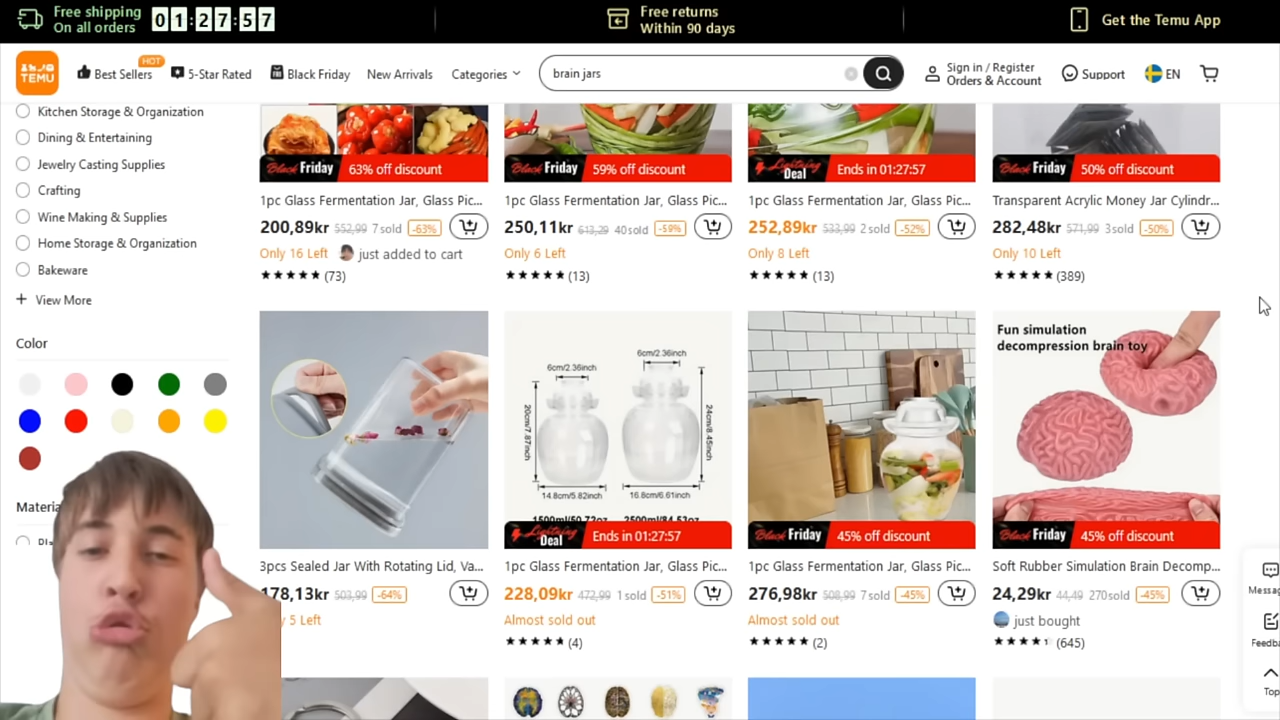 Free shipping
On all orders
01:27:57
Free returns
Within 90 days
Get the Temu App
TEMU
Best Sellers
HOT
5-Star Rated
Black Friday
New Arrivals
Categories
brain jars
Sign in / Register
Orders & Account
Support
EN
Kitchen Storage & Organization
Dining & Entertaining
Jewelry Casting Supplies
Crafting
Wine Making & Supplies
Home Storage & Organization
Bakeware
View More
Color
Black Friday 63% off discount
1pc Glass Fermentation Jar, Glass Pic...
200,89kr 552,99 7 sold -63%
Only 16 Left just added to cart
(73)
Black Friday 59% off discount
1pc Glass Fermentation Jar, Glass Pic...
250,11kr 613,29 40 sold -59%
Only 6 Left
(13)
Lightning Deal Ends in 01:27:57
1pc Glass Fermentation Jar, Glass Pic...
252,89kr 533,99 2 sold -52%
Only 8 Left
(13)
Black Friday 50% off discount
Transparent Acrylic Money Jar Cylindr...
282,48kr 571,99 3 sold -50%
Only 10 Left
(389)
3pcs Sealed Jar With Rotating Lid, Va...
178,13kr 503,99 -64%
5 Left
6cm/2.36inch
6cm/2.36inch
20cm/7.87inch
24cm/8.45inch
14.8cm/5.82inch
16.8cm/6.61inch
1500ml/50.72oz
2500ml/84.53oz
Lightning Deal Ends in 01:27:57
1pc Glass Fermentation Jar, Glass Pic...
228,09kr 472,99 1 sold -51%
Almost sold out
(4)
Black Friday 45% off discount
1pc Glass Fermentation Jar, Glass Pic...
276,98kr 508,99 7 sold -45%
Almost sold out
(2)
Fun simulation
decompression brain toy
Black Friday 45% off discount
Soft Rubber Simulation Brain Decomp...
24,29kr 44,49 270 sold -45%
just bought
(645)
Top